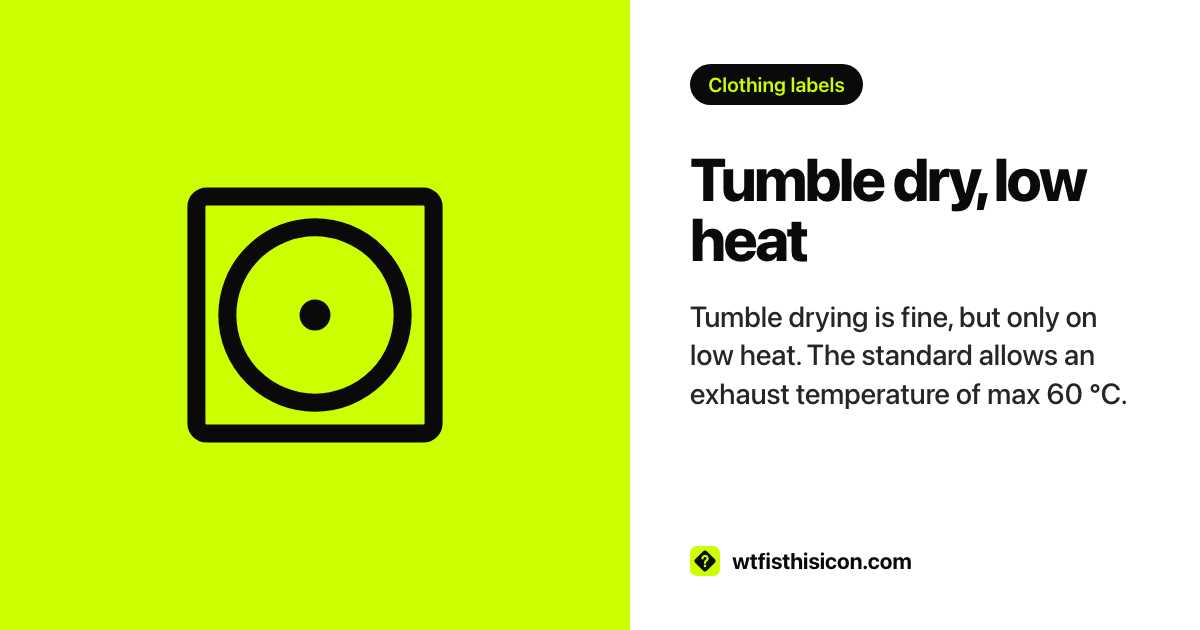 Clothing labels
Tumble dry, low
heat
Tumble drying is fine, but only on
low heat. The standard allows an
exhaust temperature of max 60 °C.
?
wtfisthisicon.com